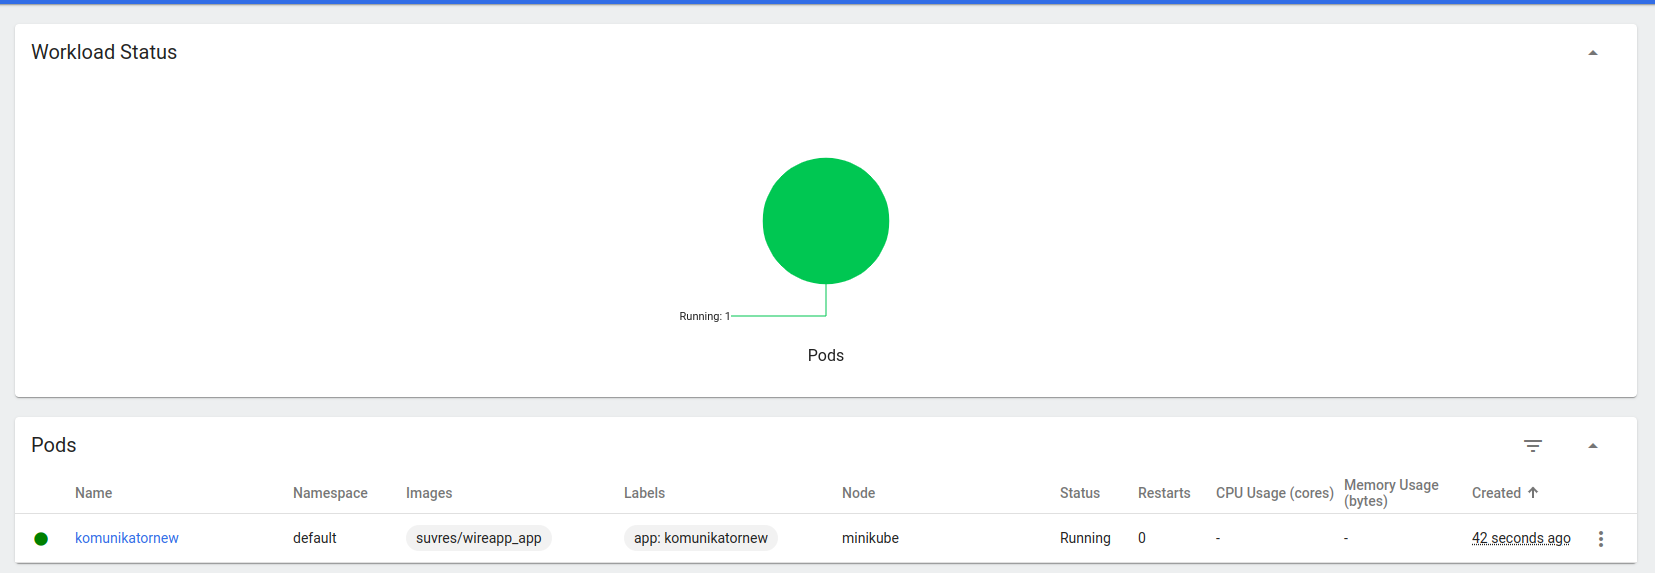 Workload Status
Running: 1
Pods
Pods
Name Namespace Images Labels Node Status Restarts CPU Usage (cores) Memory Usage (bytes) Created
komunikatornew default suvres/wireapp_app app: komunikatornew minikube Running 0 - - 42 seconds ago